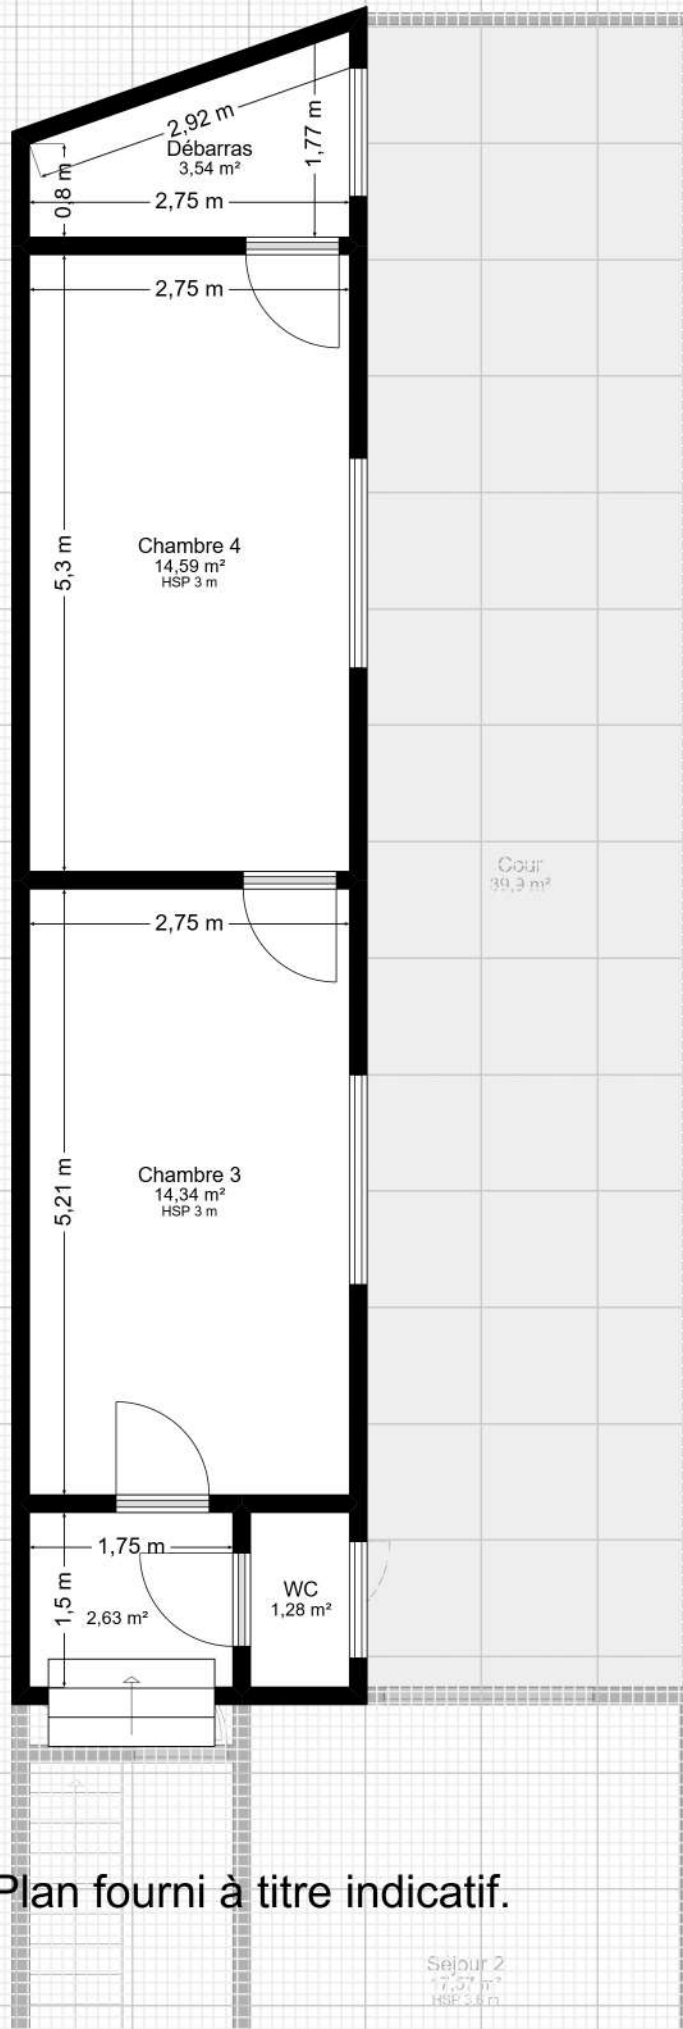 2,92 m
1,77 m
Débarras
3,54 m²
0,8 m
2,75 m
2,75 m
Chambre 4
14,59 m²
HSP 3 m
5,3 m
Cour
39,9 m²
2,75 m
Chambre 3
14,34 m²
HSP 3 m
5,21 m
1,75 m
1,5 m
2,63 m²
WC
1,28 m²
Plan fourni à titre indicatif.
Séjour 2
17,57 m²
HSP 3,6 m